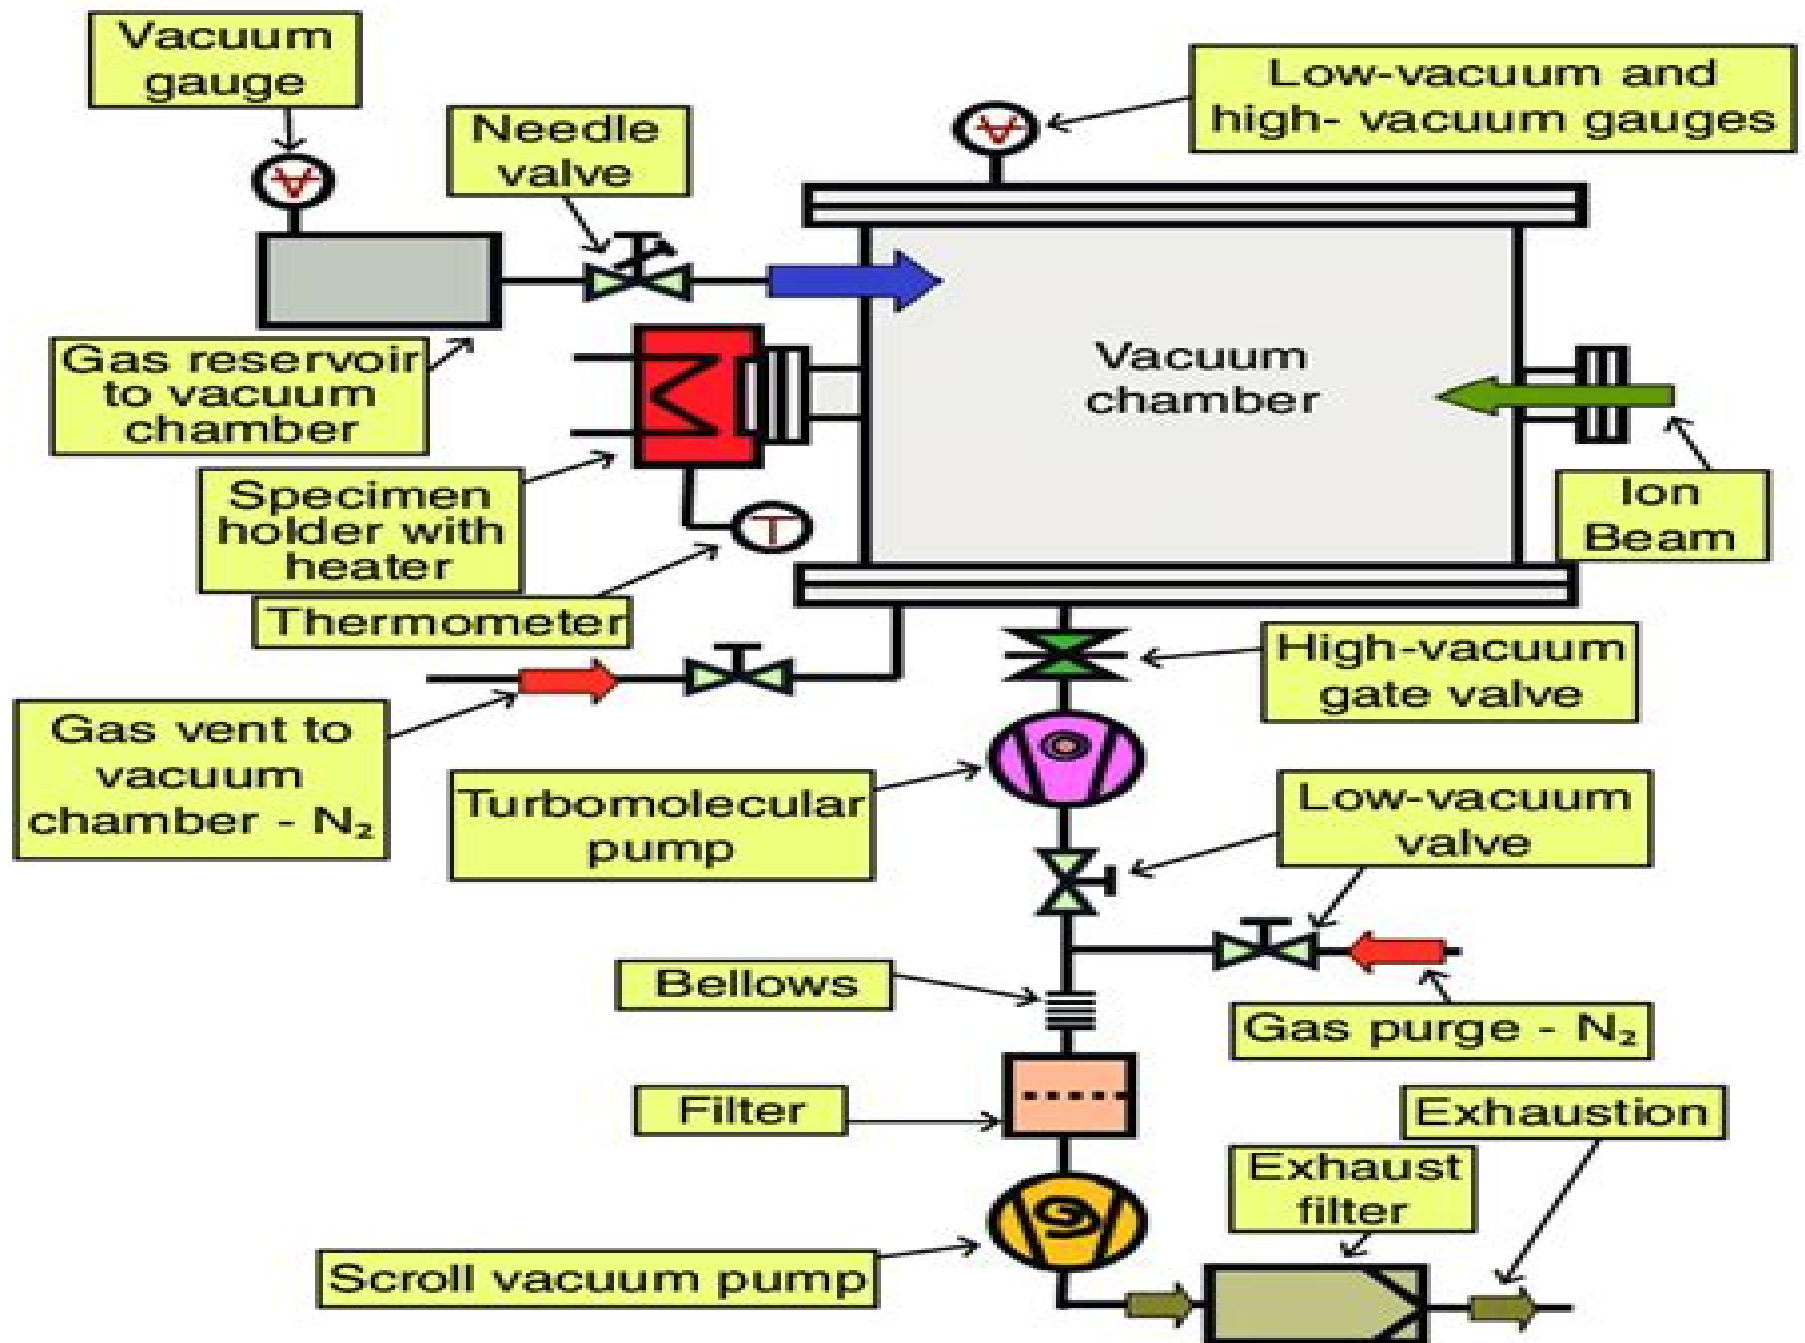 Vacuum
gauge
Low-vacuum and
high- vacuum gauges
Needle
valve
Gas reservoir
to vacuum
chamber
Vacuum
chamber
Specimen
holder with
heater
Ion
Beam
T
Thermometer
High-vacuum
gate valve
Gas vent to
vacuum
chamber - N₂
Turbomolecular
pump
Low-vacuum
valve
Bellows
Gas purge - N₂
Filter
Exhaustion
Exhaust
filter
Scroll vacuum pump